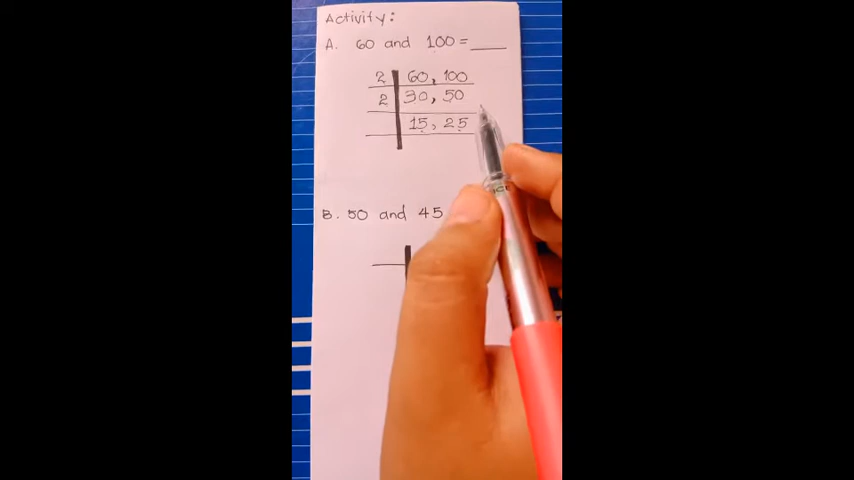 Activity:
A. 60 and 100 = ____
2 60, 100
2 30, 50
15, 25
B. 50 and 45